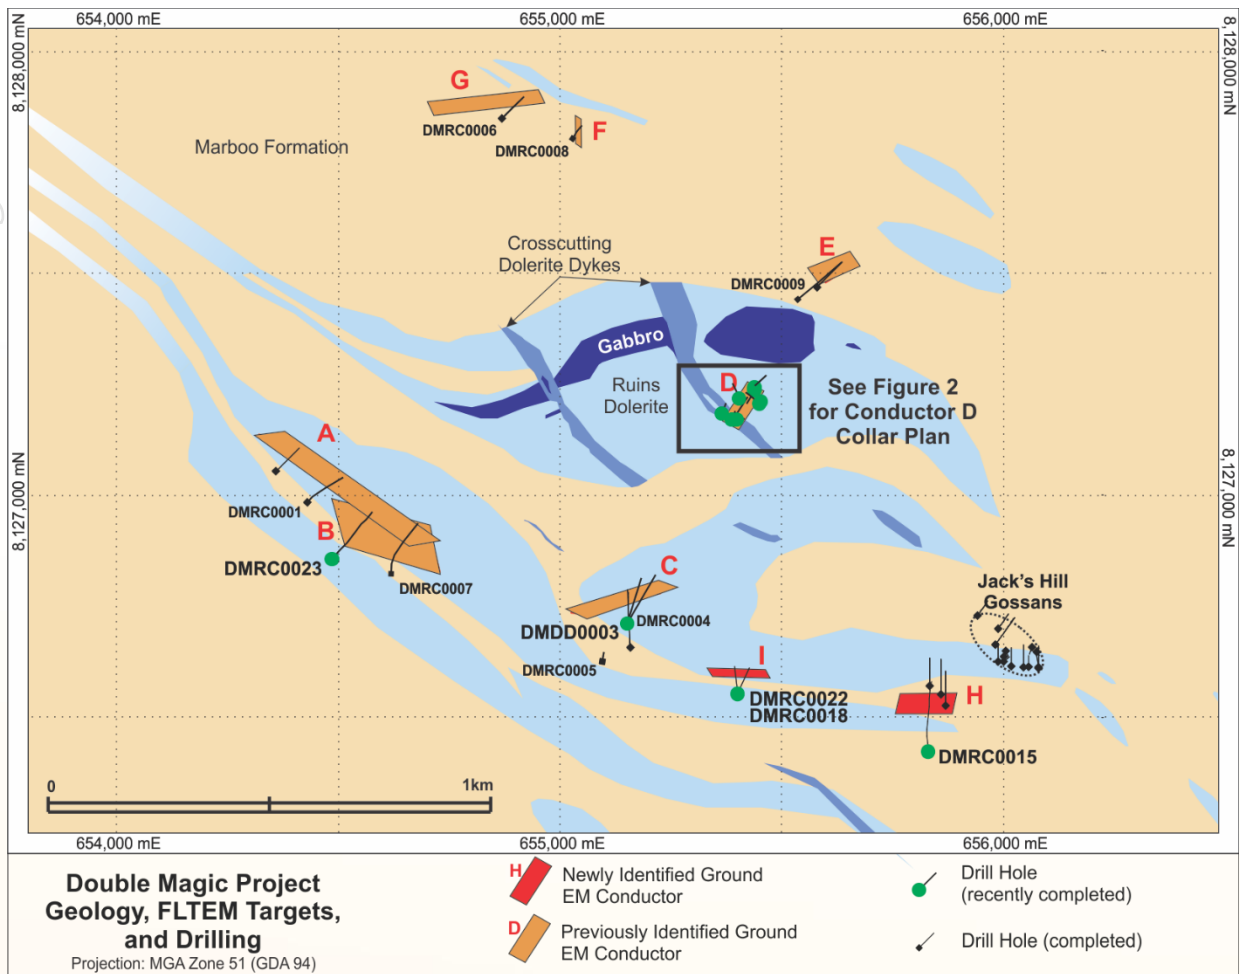 654,000 mE
655,000 mE
656,000 mE
8,128,000 mN
8,128,000 mN
G
DMRC0006
F
DMRC0008
Marboo Formation
Crosscutting
Dolerite Dykes
E
DMRC0009
Gabbro
Ruins
Dolerite
D
See Figure 2
for Conductor D
Collar Plan
A
8,127,000 mN
8,127,000 mN
DMRC0001
B
DMRC0023
DMRC0007
C
Jack's Hill
Gossans
DMRC0004
DMDD0003
DMRC0005
I
DMRC0022
DMRC0018
H
DMRC0015
0
1km
654,000 mE
655,000 mE
656,000 mE
Double Magic Project
Geology, FLTEM Targets,
and Drilling
Projection: MGA Zone 51 (GDA 94)
H
Newly Identified Ground
EM Conductor
D
Previously Identified Ground
EM Conductor
Drill Hole
(recently completed)
Drill Hole (completed)